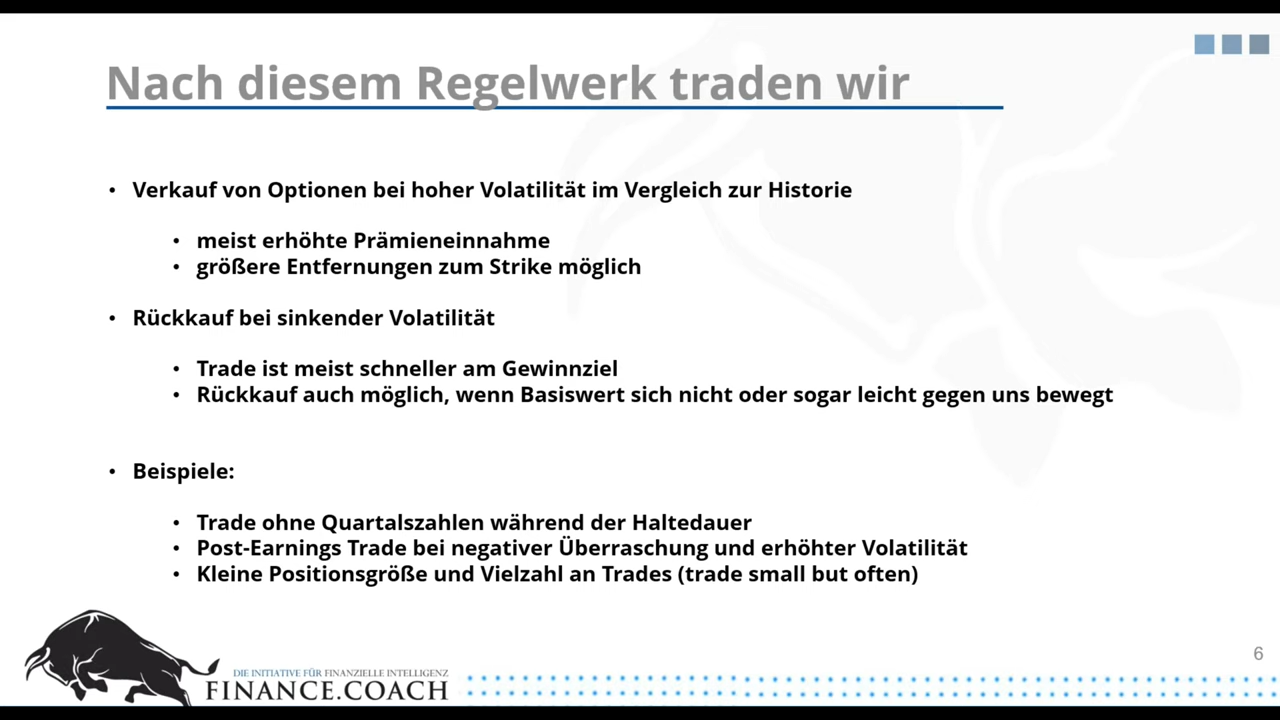 Nach diesem Regelwerk traden wir
• Verkauf von Optionen bei hoher Volatilität im Vergleich zur Historie
• meist erhöhte Prämieneinnahme
• größere Entfernungen zum Strike möglich
• Rückkauf bei sinkender Volatilität
• Trade ist meist schneller am Gewinnziel
• Rückkauf auch möglich, wenn Basiswert sich nicht oder sogar leicht gegen uns bewegt
• Beispiele:
• Trade ohne Quartalszahlen während der Haltedauer
• Post-Earnings Trade bei negativer Überraschung und erhöhter Volatilität
• Kleine Positionsgröße und Vielzahl an Trades (trade small but often)
6
DIE INITIATIVE FÜR FINANZIELLE INTELLIGENZ
FINANCE.COACH